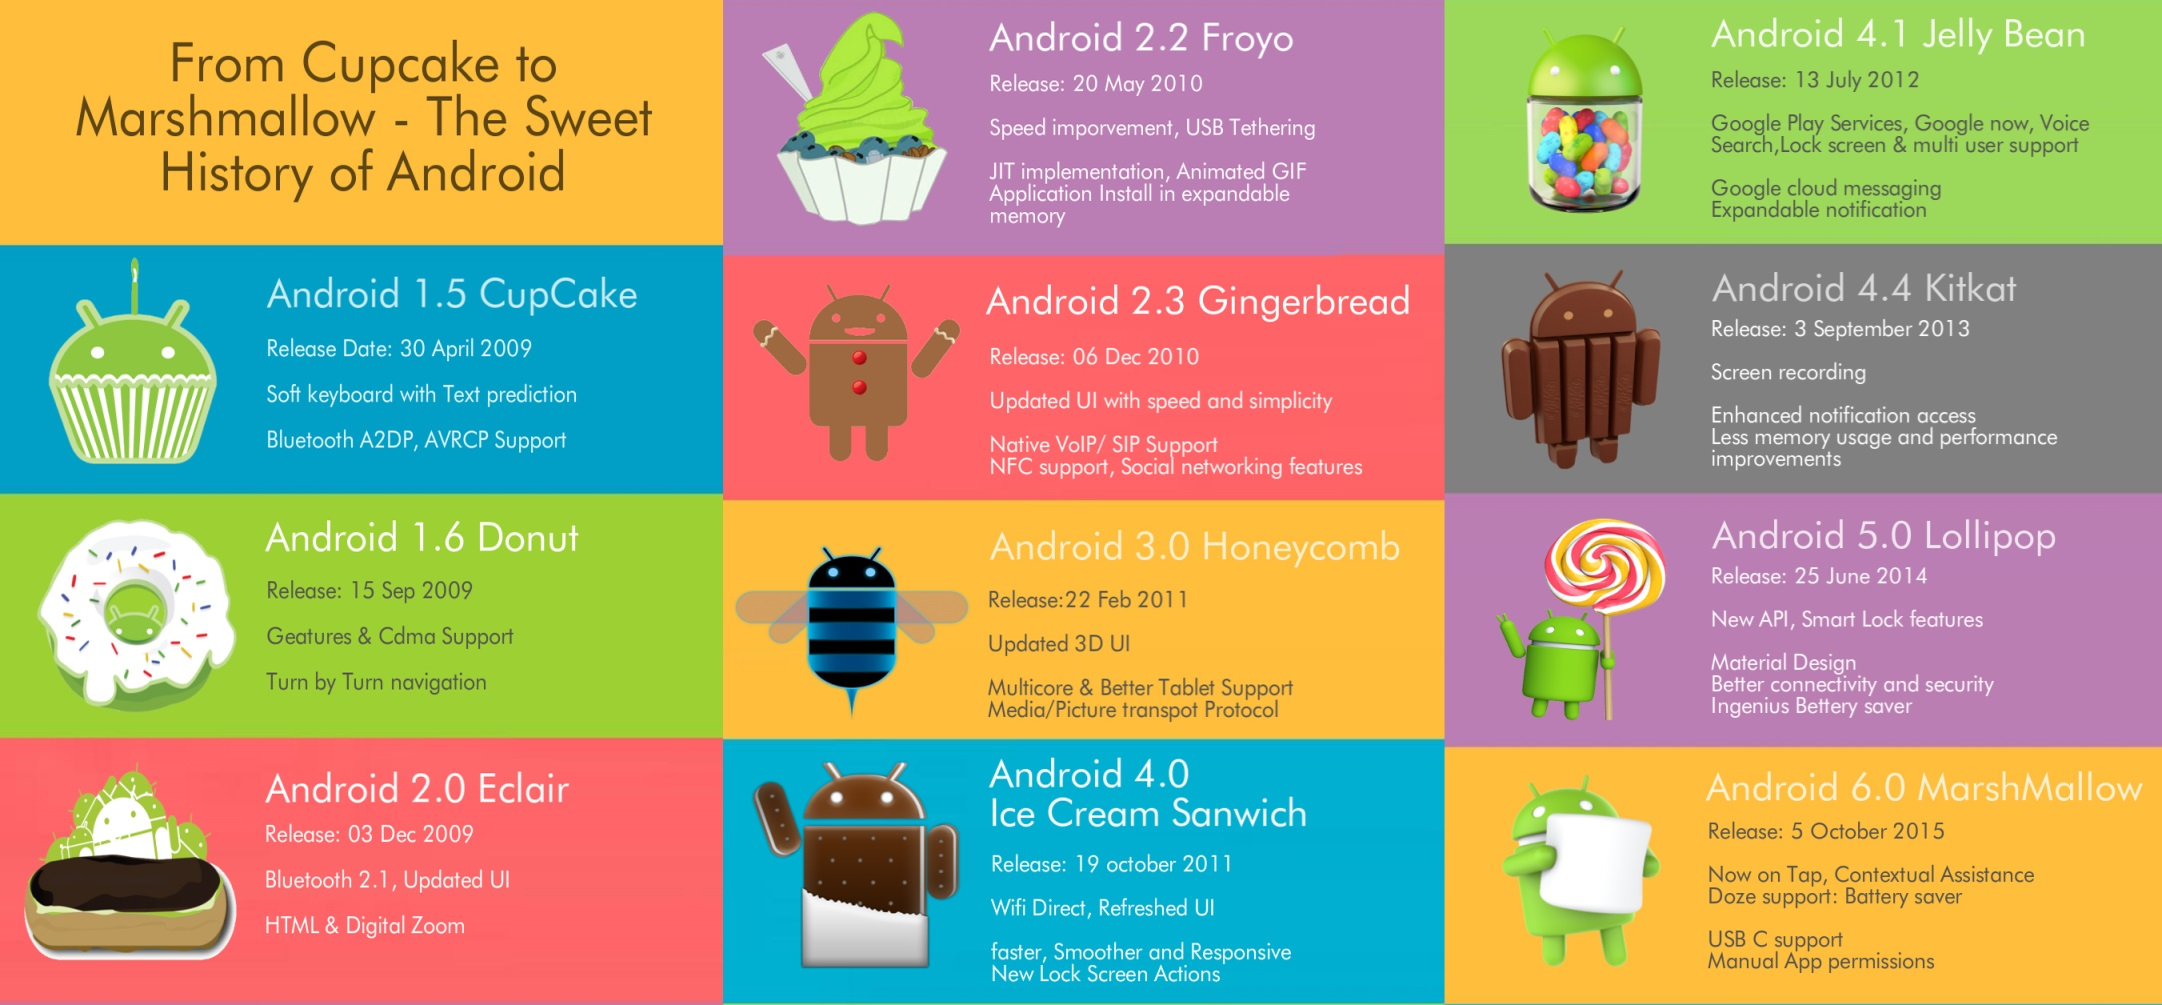 From Cupcake to
Marshmallow - The Sweet
History of Android
Android 1.5 CupCake
Release Date: 30 April 2009
Soft keyboard with Text prediction
Bluetooth A2DP, AVRCP Support
Android 1.6 Donut
Release: 15 Sep 2009
Geatures & Cdma Support
Turn by Turn navigation
Android 2.0 Eclair
Release: 03 Dec 2009
Bluetooth 2.1, Updated UI
HTML & Digital Zoom
Android 2.2 Froyo
Release: 20 May 2010
Speed imporvement, USB Tethering
JIT implementation, Animated GIF
Application Install in expandable
memory
Android 2.3 Gingerbread
Release: 06 Dec 2010
Updated UI with speed and simplicity
Native VoIP/ SIP Support
NFC support, Social networking features
Android 3.0 Honeycomb
Release:22 Feb 2011
Updated 3D UI
Multicore & Better Tablet Support
Media/Picture transpot Protocol
Android 4.0
Ice Cream Sanwich
Release: 19 october 2011
Wifi Direct, Refreshed UI
faster, Smoother and Responsive
New Lock Screen Actions
Android 4.1 Jelly Bean
Release: 13 July 2012
Google Play Services, Google now, Voice
Search,Lock screen & multi user support
Google cloud messaging
Expandable notification
Android 4.4 Kitkat
Release: 3 September 2013
Screen recording
Enhanced notification access
Less memory usage and performance
improvements
Android 5.0 Lollipop
Release: 25 June 2014
New API, Smart Lock features
Material Design
Better connectivity and security
Ingenius Bettery saver
Android 6.0 MarshMallow
Release: 5 October 2015
Now on Tap, Contextual Assistance
Doze support: Battery saver
USB C support
Manual App permissions